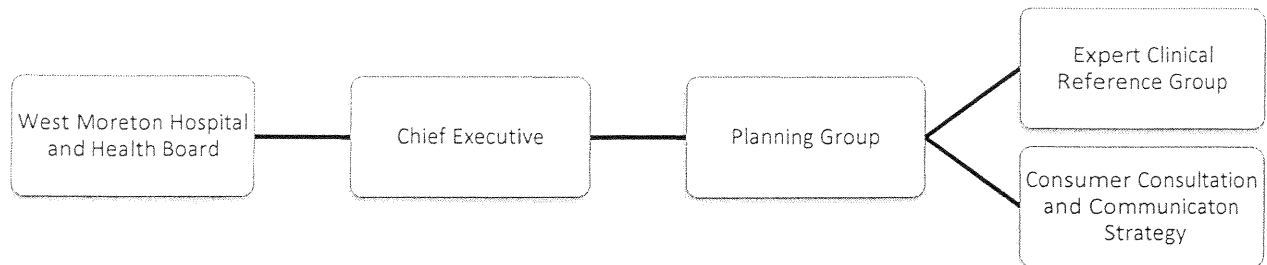 West Moreton Hospital
and Health Board
Chief Executive
Planning Group
Expert Clinical
Reference Group
Consumer Consultation
and Communicaton
Strategy